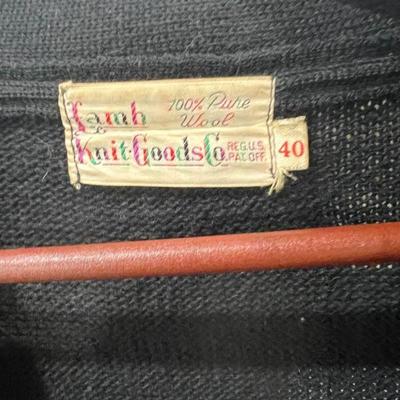 Lamb 100% Pure Wool
Knit-Goods Co. REG. U.S. PAT. OFF.
40